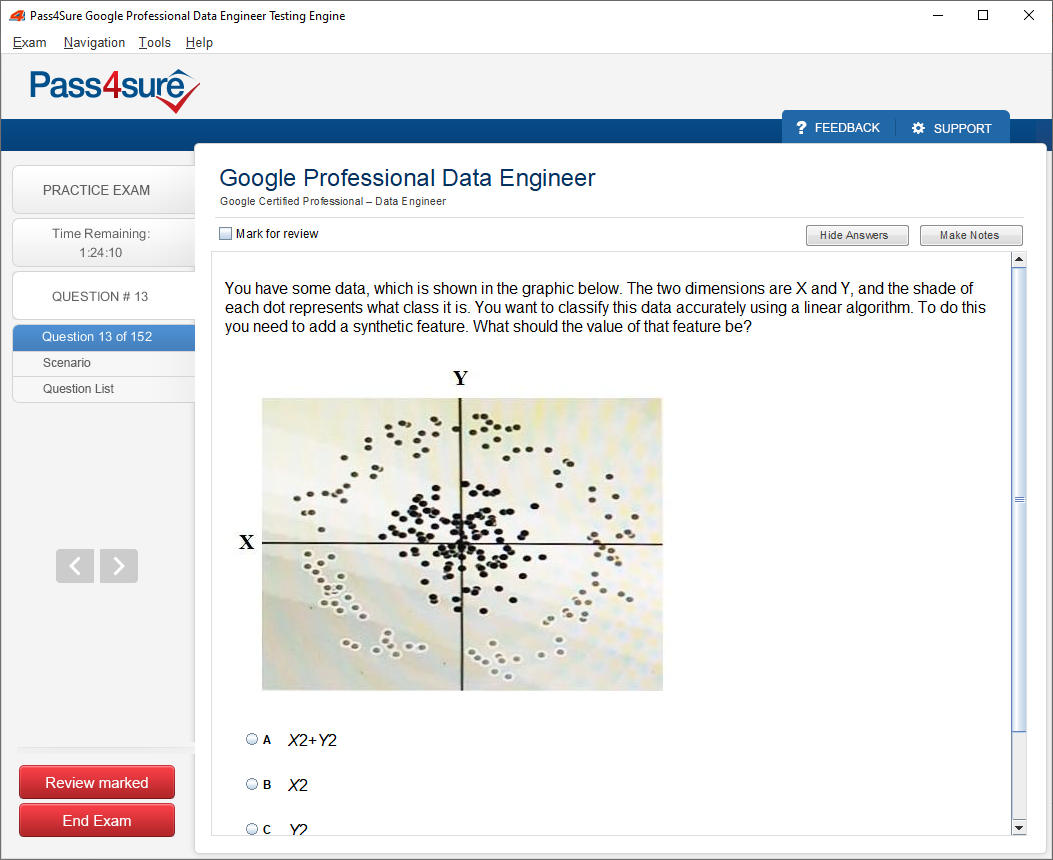 Pass4Sure Google Professional Data Engineer Testing Engine
Exam Navigation Tools Help
Pass4sure
? FEEDBACK SUPPORT
PRACTICE EXAM
Time Remaining:
1:24:10
QUESTION # 13
Question 13 of 152
Scenario
Question List
Review marked
End Exam
Google Professional Data Engineer
Google Certified Professional – Data Engineer
Mark for review
Hide Answers
Make Notes
You have some data, which is shown in the graphic below. The two dimensions are X and Y, and the shade of
each dot represents what class it is. You want to classify this data accurately using a linear algorithm. To do this
you need to add a synthetic feature. What should the value of that feature be?
Y
X
A X2+Y2
B X2
C Y2